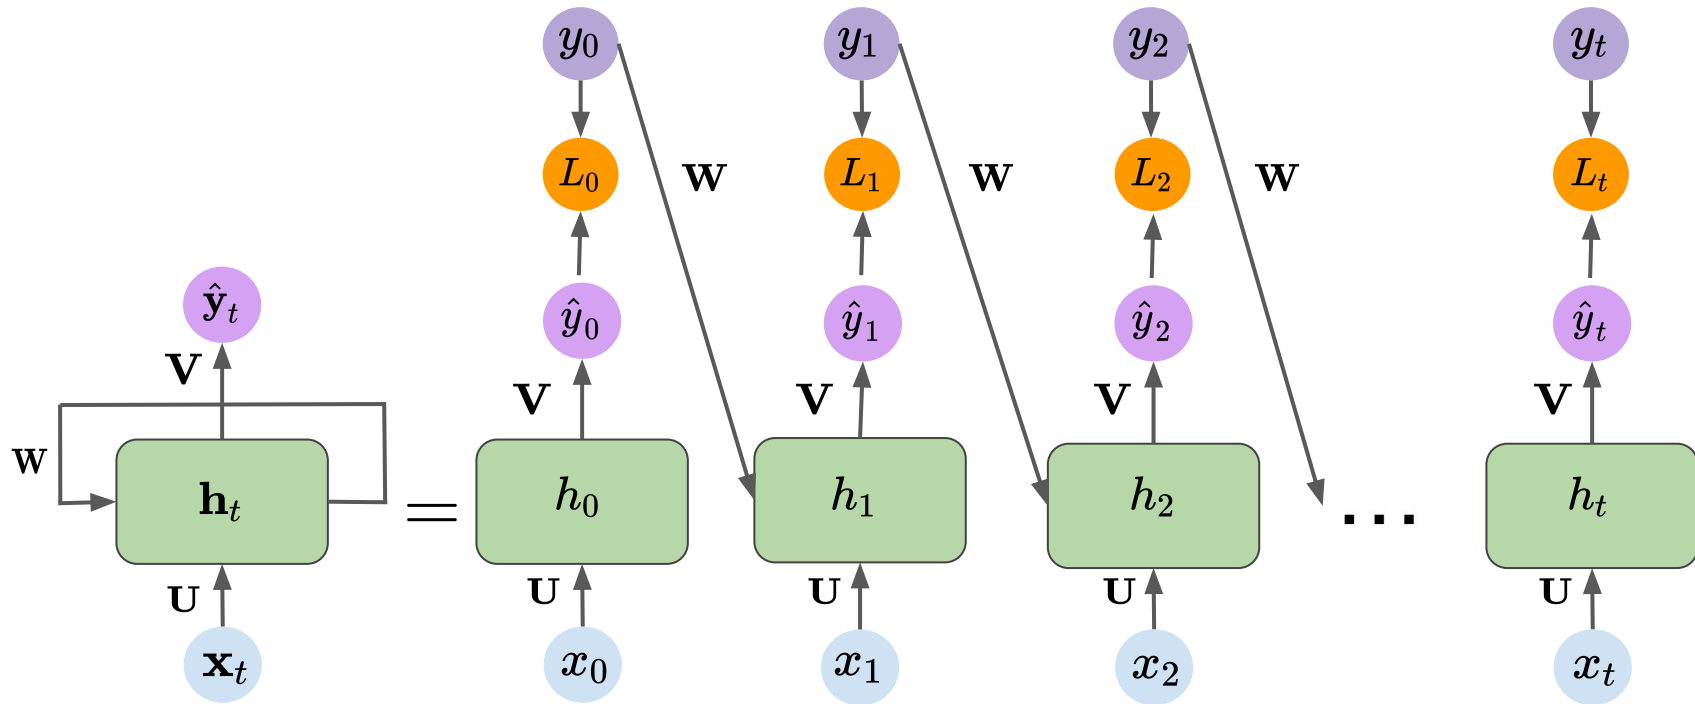 y₀ y₁ y₂ yₜ
L₀ W L₁ W L₂ W Lₜ
ŷₜ ŷ₀ ŷ₁ ŷ₂ ŷₜ
V V V V V
W hₜ = h₀ h₁ h₂ ... hₜ
U U U U U
xₜ x₀ x₁ x₂ xₜ